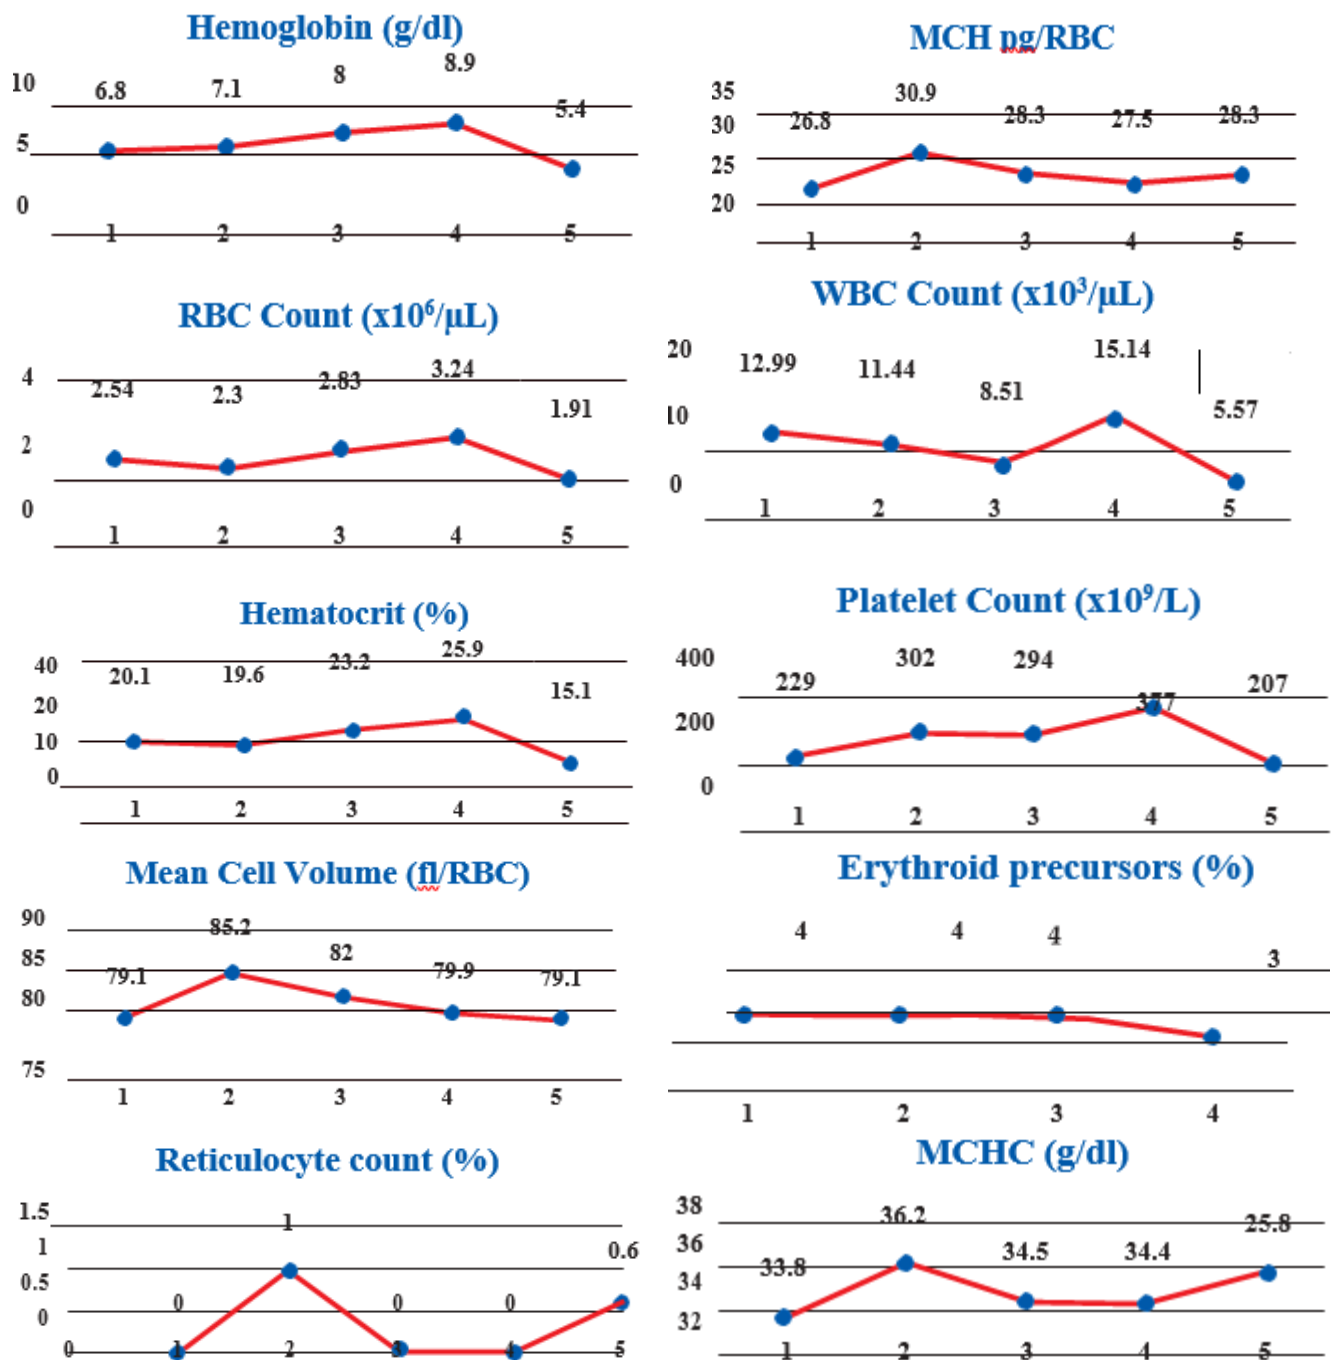 Hemoglobin (g/dl)
10
5
0
6.8 7.1 8 8.9 5.4
1 2 3 4 5
MCH pg/RBC
35
30
25
20
26.8 30.9 28.3 27.5 28.3
1 2 3 4 5
RBC Count (x10⁶/µL)
4
2
0
2.54 2.3 2.83 3.24 1.91
1 2 3 4 5
WBC Count (x10³/µL)
20
10
0
12.99 11.44 8.51 15.14 5.57
1 2 3 4 5
Hematocrit (%)
40
20
10
0
20.1 19.6 23.2 25.9 15.1
1 2 3 4 5
Platelet Count (x10⁹/L)
400
200
0
229 302 294 377 207
1 2 3 4 5
Mean Cell Volume (fl/RBC)
90
85
80
75
79.1 85.2 82 79.9 79.1
1 2 3 4 5
Erythroid precursors (%)
4 4 4 3
1 2 3 4
Reticulocyte count (%)
1.5
1
0.5
0
0 1 0 0 0.6
0 1 2 3 4 5
MCHC (g/dl)
38
36
34
32
33.8 36.2 34.5 34.4 25.8
1 2 3 4 5